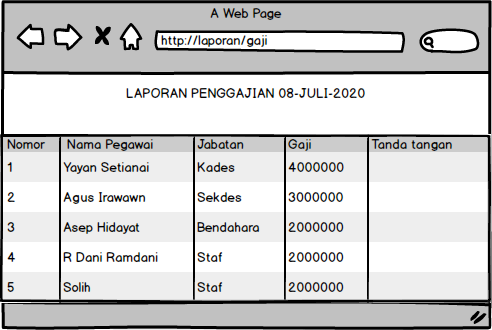 A Web Page
http://laporan/gaji
LAPORAN PENGGAJIAN 08-JULI-2020
Nomor Nama Pegawai Jabatan Gaji Tanda tangan
1 Yayan Setianai Kades 4000000
2 Agus Irawawn Sekdes 3000000
3 Asep Hidayat Bendahara 2000000
4 R Dani Ramdani Staf 2000000
5 Solih Staf 2000000